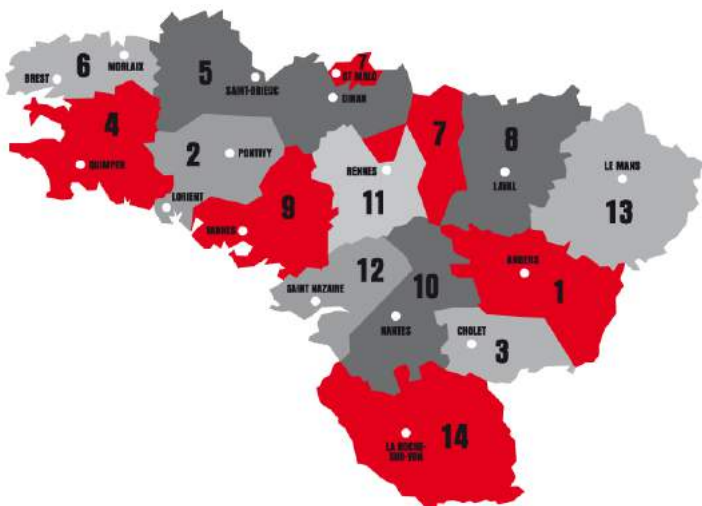 7
6
MORLAIX
BREST
5
SAINT-BRIEUC
ST MALO
DINAN
4
7
8
2
PONTIVY
QUIMPER
RENNES
LAVAL
LE MANS
LORIENT
9
11
13
VANNES
12
10
ANGERS
1
SAINT NAZAIRE
NANTES
CHOLET
3
LA ROCHE-
SUR-YON
14